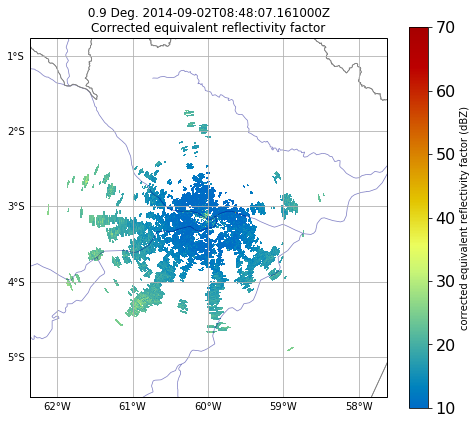 0.9 Deg. 2014-09-02T08:48:07.161000Z
Corrected equivalent reflectivity factor
1°S
2°S
3°S
4°S
5°S
62°W 61°W 60°W 59°W 58°W
70
60
50
40
30
20
10
corrected equivalent reflectivity factor (dBZ)